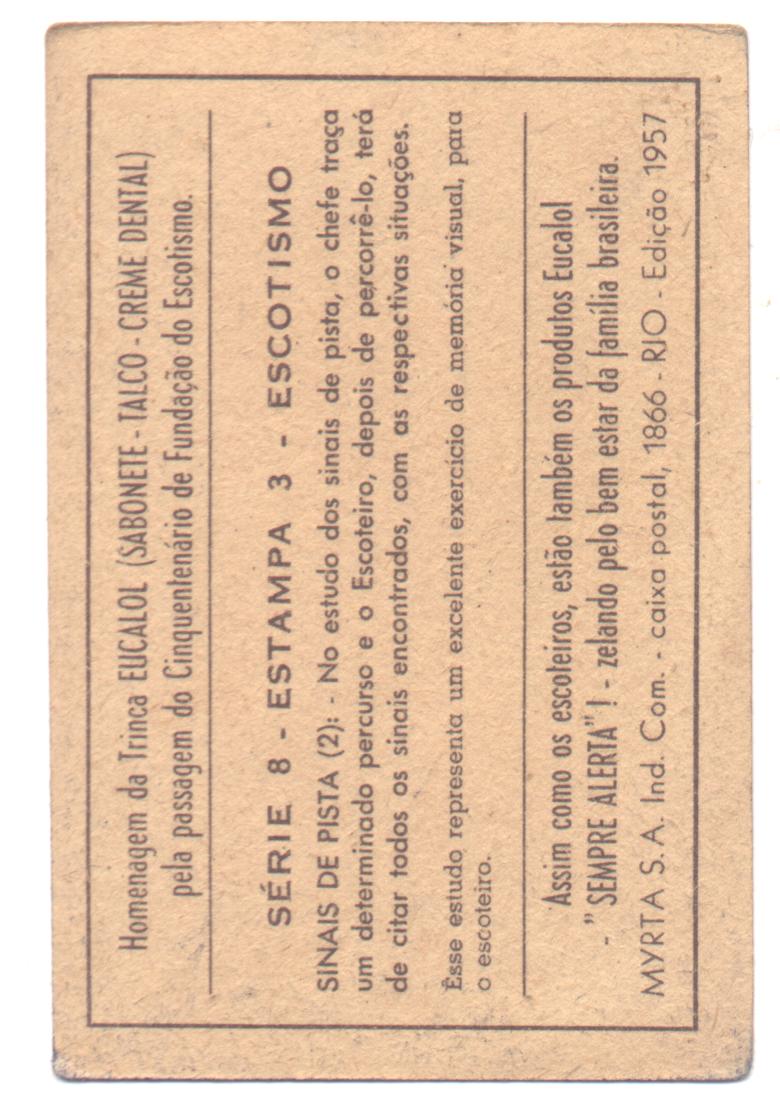 Homenagem da Trinca EUCALOL (SABONETE - TALCO - CREME DENTAL)
pela passagem do Cinquentenário de Fundação do Escotismo.
SÉRIE 8 - ESTAMPA 3 - ESCOTISMO
SINAIS DE PISTA (2): - No estudo dos sinais de pista, o chefe traça
um determinado percurso e o Escoteiro, depois de percorrê-lo, terá
de citar todos os sinais encontrados, com as respectivas situações.
Êsse estudo representa um excelente exercício de memória visual, para
o escoteiro.
Assim como os escoteiros, estão também os produtos Eucalol
- "SEMPRE ALERTA" ! - zelando pelo bem estar da família brasileira.
MYRTA S. A. Ind. Com. - caixa postal, 1866 - RIO - Edição 1957